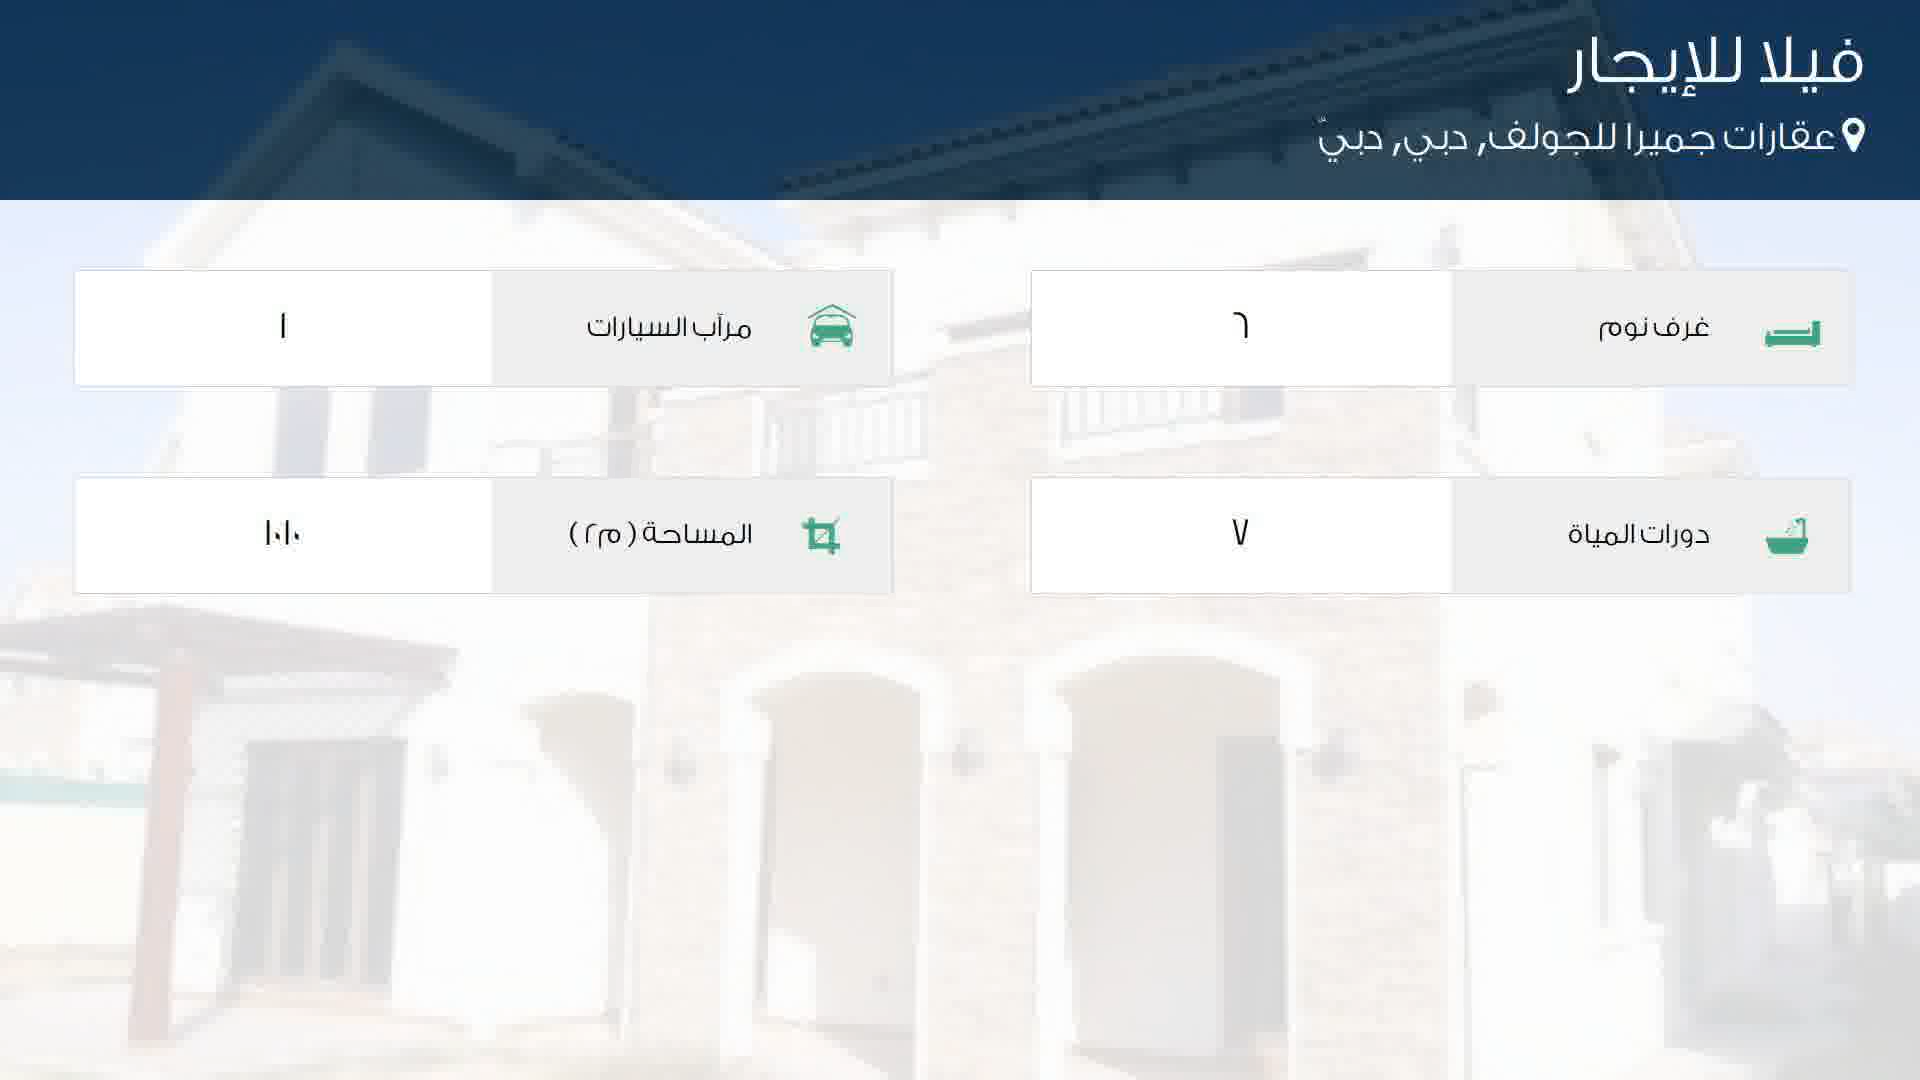 فيلا للإيجار
عقارات جميرا للجولف, دبي, دبيّ
غرف نوم ٦
مرآب السيارات ١
دورات المياة ٧
المساحة ( م٢ ) ١٠١٠